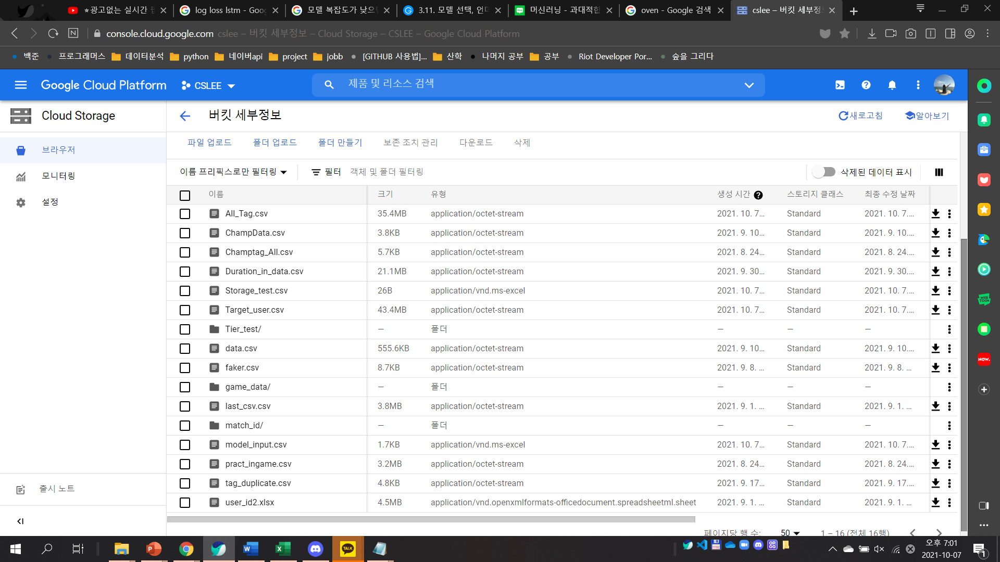 ★광고없는 실시간
log loss lstm - Goo
모델 복잡도가 낮으면
3.11. 모델 선택, 언더
머신러닝 - 과대적합
oven - Google 검색
cslee – 버킷 세부정보
console.cloud.google.com cslee – 버킷 세부정보 – Cloud Storage – CSLEE – Google Cloud Platform
백준
프로그래머스
데이터분석
python
네이버api
project
jobb
[GITHUB 사용법]...
산학
나머지 공부
공부
Riot Developer Por...
숲을 그리다
Google Cloud Platform
CSLEE
제품 및 리소스 검색
Cloud Storage
버킷 세부정보
새로고침
알아보기
브라우저
모니터링
설정
파일 업로드 폴더 업로드 폴더 만들기 보존 조치 관리 다운로드 삭제
이름 프리픽스로만 필터링 필터 객체 및 폴더 필터링 삭제된 데이터 표시
이름 크기 유형 생성 시간 스토리지 클래스 최종 수정 날짜
All_Tag.csv 35.4MB application/octet-stream 2021. 10. 7... Standard 2021. 10. 7....
ChampData.csv 3.8KB application/octet-stream 2021. 9. 10... Standard 2021. 9. 10....
Champtag_All.csv 5.7KB application/octet-stream 2021. 8. 24... Standard 2021. 8. 24....
Duration_in_data.csv 21.1MB application/octet-stream 2021. 9. 30... Standard 2021. 9. 30....
Storage_test.csv 26B application/vnd.ms-excel 2021. 10. 7... Standard 2021. 10. 7....
Target_user.csv 43.4MB application/octet-stream 2021. 10. 7... Standard 2021. 10. 7....
Tier_test/ — 폴더 — — —
data.csv 555.6KB application/octet-stream 2021. 9. 10... Standard 2021. 9. 10....
faker.csv 8.7KB application/octet-stream 2021. 9. 8. ... Standard 2021. 9. 8. ...
game_data/ — 폴더 — — —
last_csv.csv 3.8MB application/octet-stream 2021. 9. 1. ... Standard 2021. 9. 1. ...
match_id/ — 폴더 — — —
model_input.csv 1.7KB application/vnd.ms-excel 2021. 10. 7... Standard 2021. 10. 7....
pract_ingame.csv 3.2MB application/octet-stream 2021. 8. 24... Standard 2021. 8. 24....
tag_duplicate.csv 4.8KB application/octet-stream 2021. 9. 17... Standard 2021. 9. 17....
user_id2.xlsx 4.5MB application/vnd.openxmlformats-officedocument.spreadsheetml.sheet 2021. 9. 1. ... Standard 2021. 9. 1. ...
출시 노트
페이지당 행 수: 50 1 – 16 (전체 16행)
WEB TOON
NOW.
TALK
OP.GG
오후 7:01
2021-10-07
1